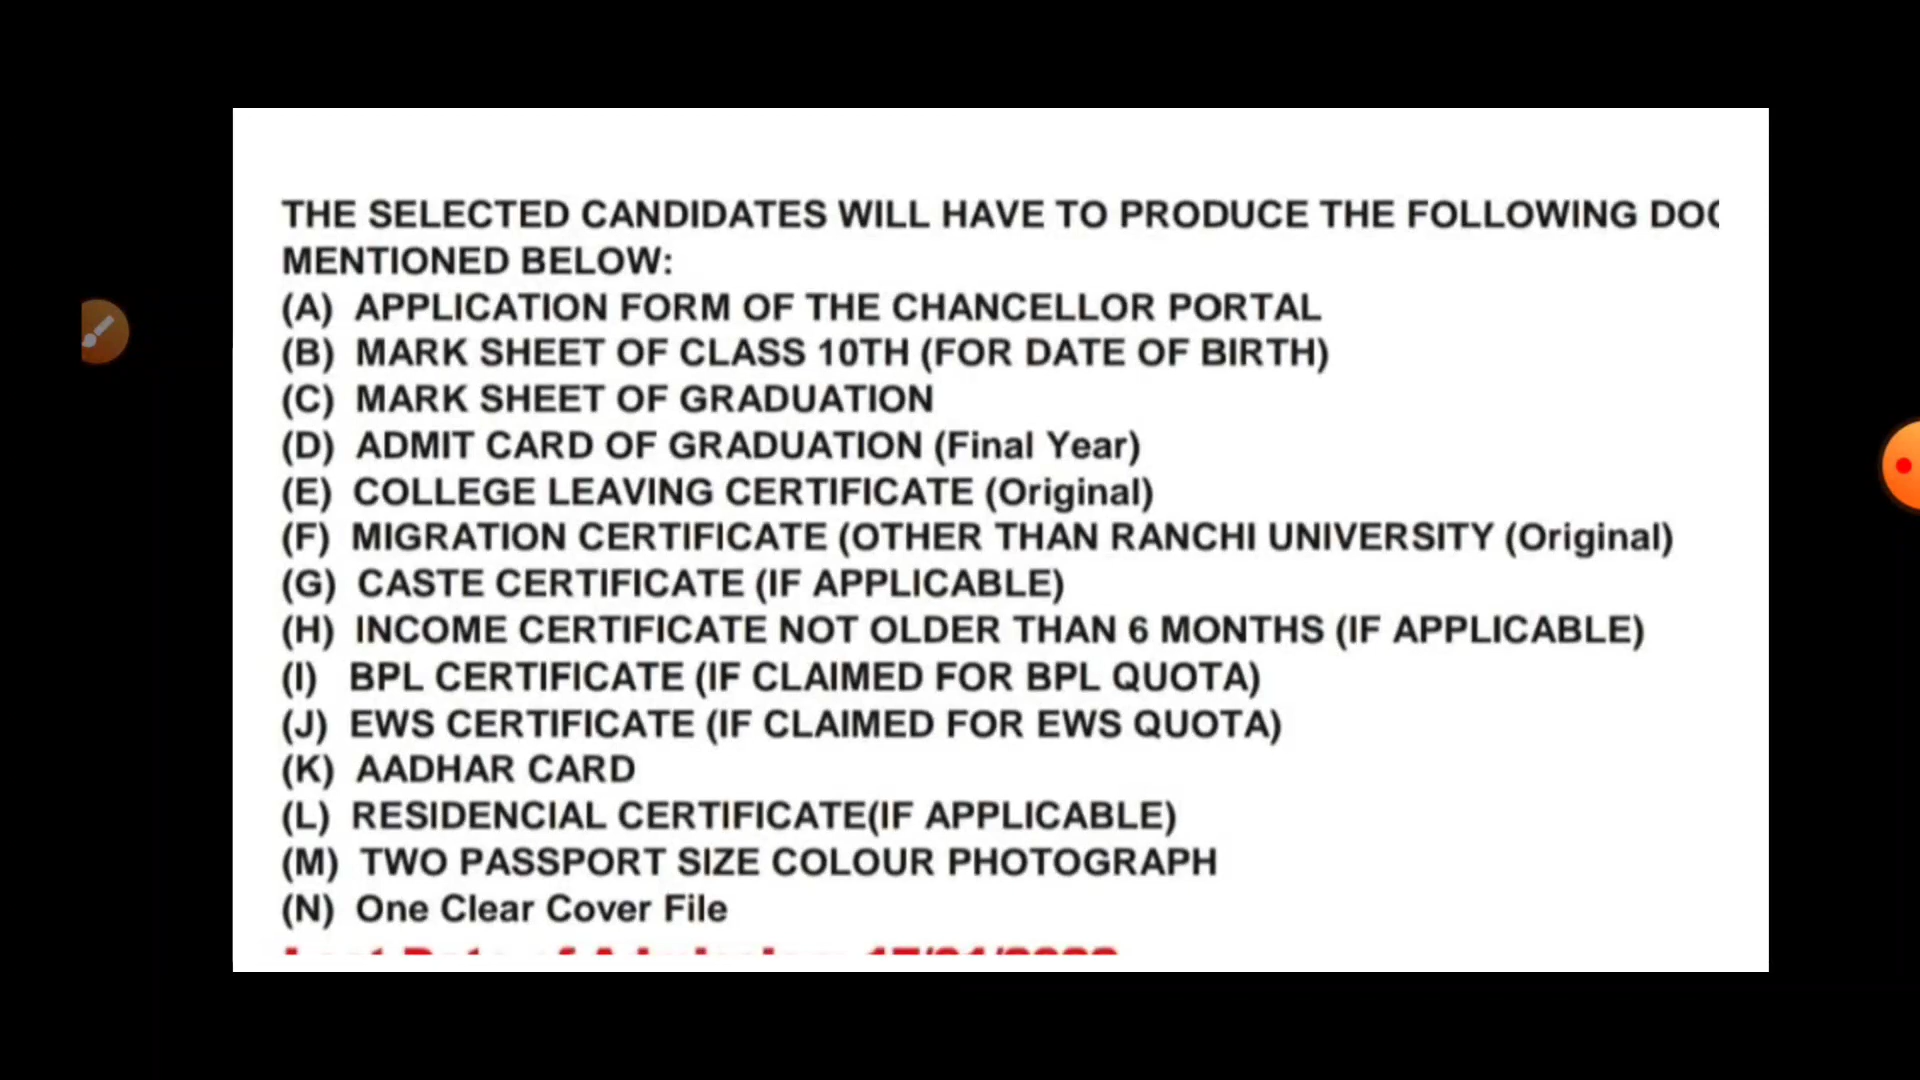 THE SELECTED CANDIDATES WILL HAVE TO PRODUCE THE FOLLOWING
MENTIONED BELOW:
(A) APPLICATION FORM OF THE CHANCELLOR PORTAL
(B) MARK SHEET OF CLASS 10TH (FOR DATE OF BIRTH)
(C) MARK SHEET OF GRADUATION
(D) ADMIT CARD OF GRADUATION (Final Year)
(E) COLLEGE LEAVING CERTIFICATE (Original)
(F) MIGRATION CERTIFICATE (OTHER THAN RANCHI UNIVERSITY (Original)
(G) CASTE CERTIFICATE (IF APPLICABLE)
(H) INCOME CERTIFICATE NOT OLDER THAN 6 MONTHS (IF APPLICABLE)
(I) BPL CERTIFICATE (IF CLAIMED FOR BPL QUOTA)
(J) EWS CERTIFICATE (IF CLAIMED FOR EWS QUOTA)
(K) AADHAR CARD
(L) RESIDENCIAL CERTIFICATE(IF APPLICABLE)
(M) TWO PASSPORT SIZE COLOUR PHOTOGRAPH
(N) One Clear Cover File